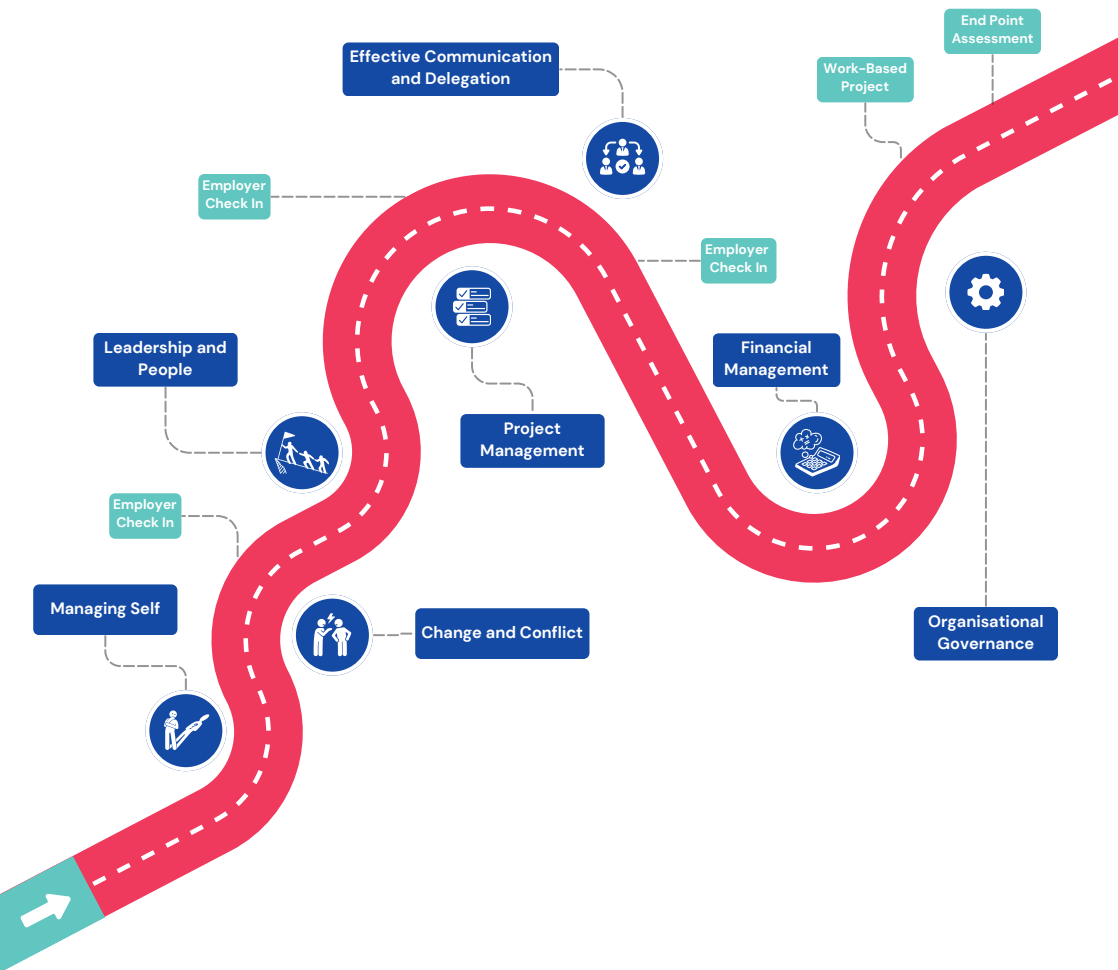 End Point
Assessment
Effective Communication
and Delegation
Work-Based
Project
Employer
Check In
Employer
Check In
Leadership and
People
Financial
Management
Project
Management
Employer
Check In
Managing Self
Change and Conflict
Organisational
Governance